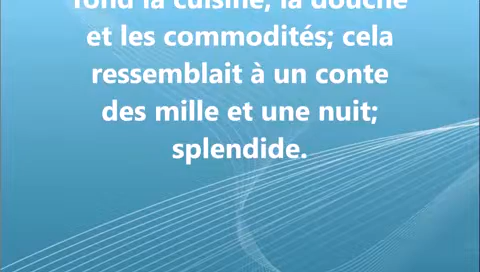 fond la cuisine, la douche
et les commodités; cela
ressemblait à un conte
des mille et une nuit;
splendide.